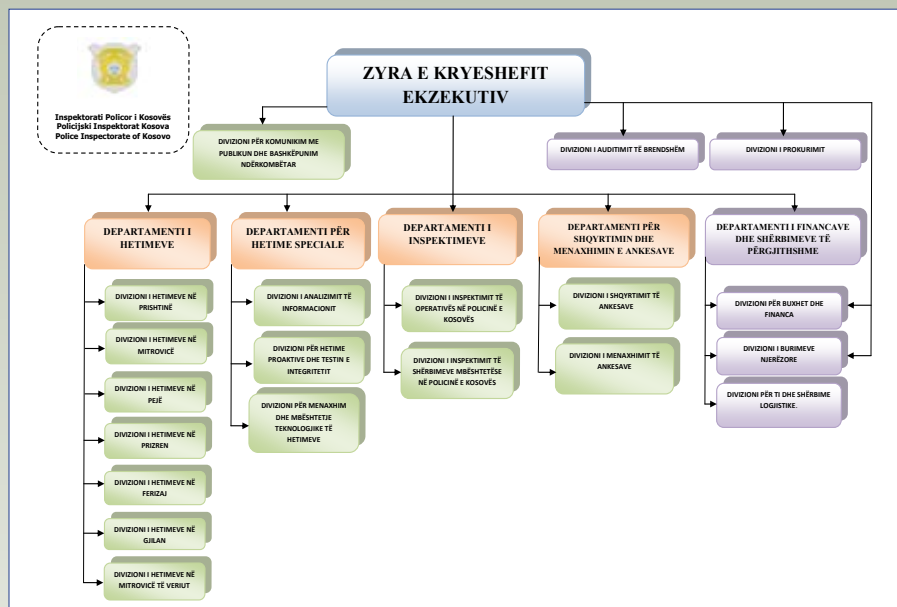 Inspektorati Policor i Kosovës
Policijski Inspektorat Kosova
Police Inspectorate of Kosovo
ZYRA E KRYESHEFIT
EKZEKUTIV
DIVIZIONI PËR KOMUNIKIM ME
PUBLIKUN DHE BASHKËPUNIM
NDËRKOMBËTAR
DIVIZIONI I AUDITIMIT TË BRENDSHËM
DIVIZIONI I PROKURIMIT
DEPARTAMENTI I
HETIMEVE
DEPARTAMENTI PËR
HETIME SPECIALE
DEPARTAMENTI I
INSPEKTIMEVE
DEPARTAMENTI PËR
SHQYRTIMIN DHE
MENAXHIMIN E ANKESAVE
DEPARTAMENTI I FINANCAVE
DHE SHËRBIMEVE TË
PËRGJITHSHME
DIVIZIONI I HETIMEVE NË
PRISHTINË
DIVIZIONI I HETIMEVE NË
MITROVICË
DIVIZIONI I HETIMEVE NË
PEJË
DIVIZIONI I HETIMEVE NË
PRIZREN
DIVIZIONI I HETIMEVE NË
FERIZAJ
DIVIZIONI I HETIMEVE NË
GJILAN
DIVIZIONI I HETIMEVE NË
MITROVICË TË VERIUT
DIVIZIONI I ANALIZIMIT TË
INFORMACIONIT
DIVIZIONI PËR HETIME
PROAKTIVE DHE TESTIN E
INTEGRITETIT
DIVIZIONI PËR MENAXHIM
DHE MBËSHTETJE
TEKNOLOGJIKE TË
HETIMEVE
DIVIZIONI I INSPEKTIMIT TË
OPERATIVËS NË POLICINË E
KOSOVËS
DIVIZIONI I INSPEKTIMIT TË
SHËRBIMEVE MBËSHTETËSE
NË POLICINË E KOSOVËS
DIVIZIONI I SHQYRTIMIT TË
ANKESAVE
DIVIZIONI I MENAXHIMIT TË
ANKESAVE
DIVIZIONI PËR BUXHET DHE
FINANCA
DIVIZIONI I BURIMEVE
NJERËZORE
DIVIZIONI PËR TI DHE SHËRBIME
LOGJISTIKE.